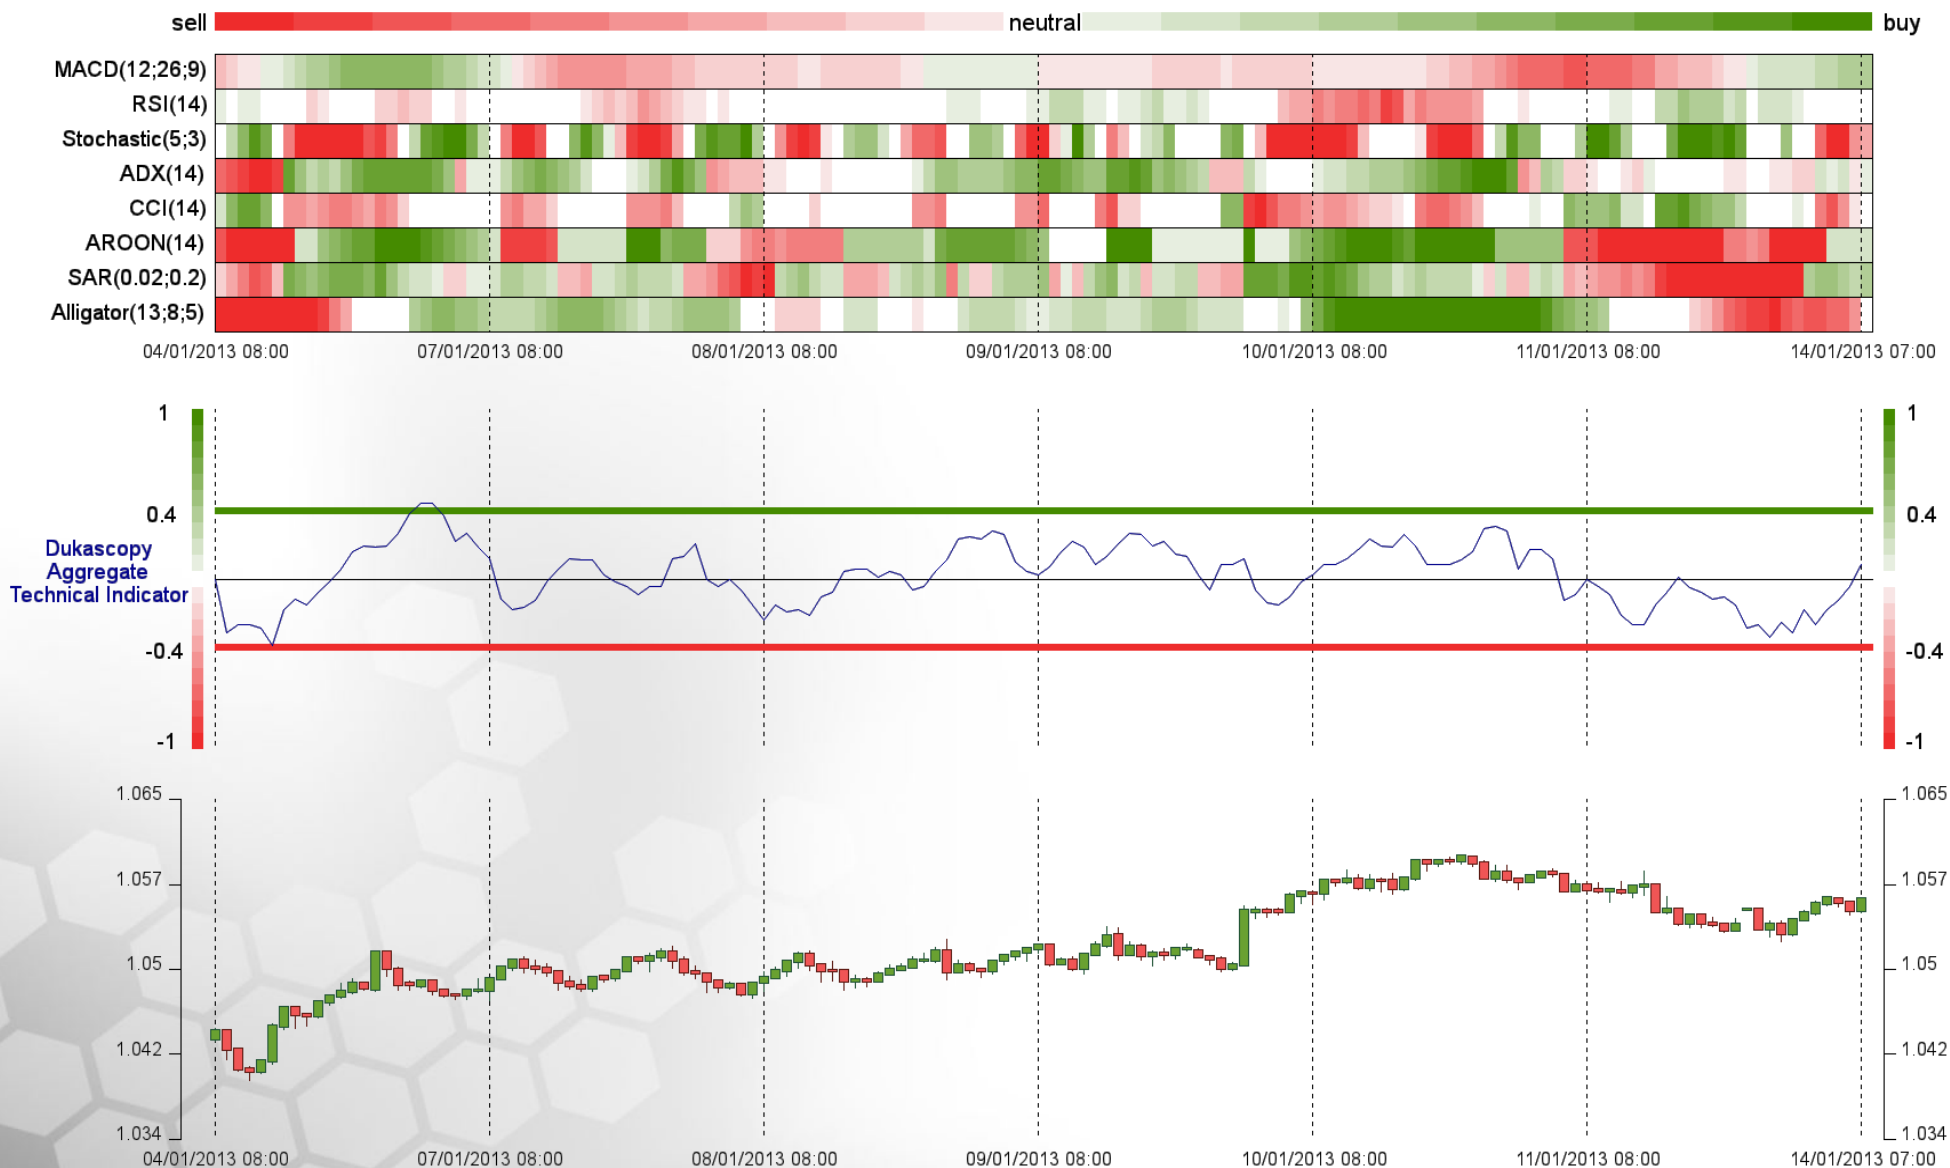 sell neutral buy
MACD(12;26;9)
RSI(14)
Stochastic(5;3)
ADX(14)
CCI(14)
AROON(14)
SAR(0.02;0.2)
Alligator(13;8;5)
04/01/2013 08:00 07/01/2013 08:00 08/01/2013 08:00 09/01/2013 08:00 10/01/2013 08:00 11/01/2013 08:00 14/01/2013 07:00
1 1
0.4 0.4
Dukascopy
Aggregate
Technical Indicator
-0.4 -0.4
-1 -1
1.065 1.065
1.057 1.057
1.05 1.05
1.042 1.042
1.034 1.034
04/01/2013 08:00 07/01/2013 08:00 08/01/2013 08:00 09/01/2013 08:00 10/01/2013 08:00 11/01/2013 08:00 14/01/2013 07:00